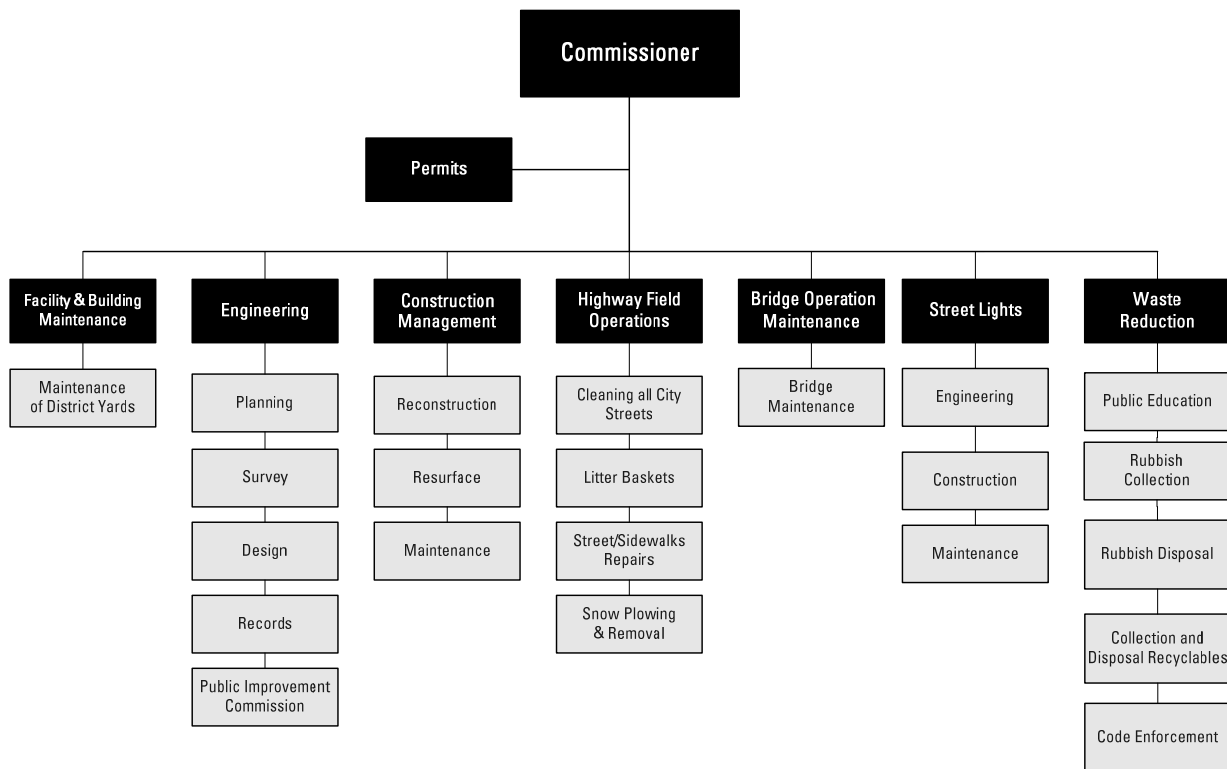 Commissioner
Permits
Facility & Building
Maintenance
Engineering
Construction
Management
Highway Field
Operations
Bridge Operation
Maintenance
Street Lights
Waste
Reduction
Maintenance
of District Yards
Planning
Survey
Design
Records
Public Improvement
Commission
Reconstruction
Resurface
Maintenance
Cleaning all City
Streets
Litter Baskets
Street/Sidewalks
Repairs
Snow Plowing
& Removal
Bridge
Maintenance
Engineering
Construction
Maintenance
Public Education
Rubbish
Collection
Rubbish Disposal
Collection and
Disposal Recyclables
Code Enforcement